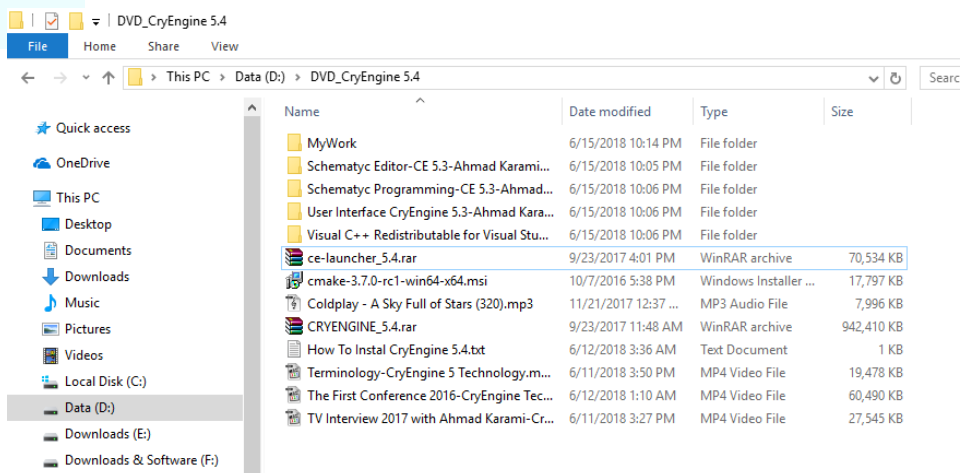 DVD_CryEngine 5.4
File Home Share View
This PC Data (D:) DVD_CryEngine 5.4
Searc
Name Date modified Type Size
Quick access
OneDrive
This PC
Desktop
Documents
Downloads
Music
Pictures
Videos
Local Disk (C:)
Data (D:)
Downloads (E:)
Downloads & Software (F:)
MyWork 6/15/2018 10:14 PM File folder
Schematyc Editor-CE 5.3-Ahmad Karami... 6/15/2018 10:05 PM File folder
Schematyc Programming-CE 5.3-Ahmad... 6/15/2018 10:06 PM File folder
User Interface CryEngine 5.3-Ahmad Kara... 6/15/2018 10:06 PM File folder
Visual C++ Redistributable for Visual Stu... 6/15/2018 10:06 PM File folder
ce-launcher_5.4.rar 9/23/2017 4:01 PM WinRAR archive 70,534 KB
cmake-3.7.0-rc1-win64-x64.msi 10/7/2016 5:38 PM Windows Installer ... 17,797 KB
Coldplay - A Sky Full of Stars (320).mp3 11/21/2017 12:37 ... MP3 Audio File 7,996 KB
CRYENGINE_5.4.rar 9/23/2017 11:48 AM WinRAR archive 942,410 KB
How To Instal CryEngine 5.4.txt 6/12/2018 3:36 AM Text Document 1 KB
Terminology-CryEngine 5 Technology.m... 6/11/2018 3:50 PM MP4 Video File 19,478 KB
The First Conference 2016-CryEngine Tec... 6/12/2018 1:10 AM MP4 Video File 60,490 KB
TV Interview 2017 with Ahmad Karami-Cr... 6/11/2018 3:27 PM MP4 Video File 27,545 KB